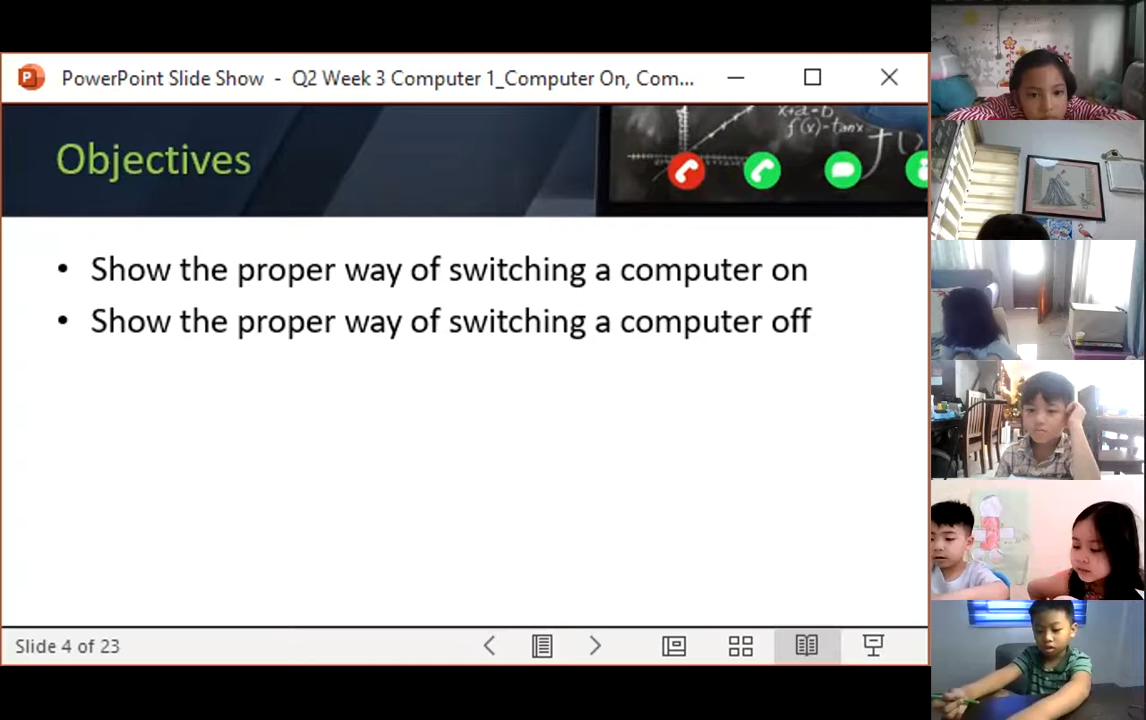 PowerPoint Slide Show - Q2 Week 3 Computer 1_Computer On, Com...
x+a=b
f(x)-tanx
Objectives
• Show the proper way of switching a computer on
• Show the proper way of switching a computer off
Slide 4 of 23